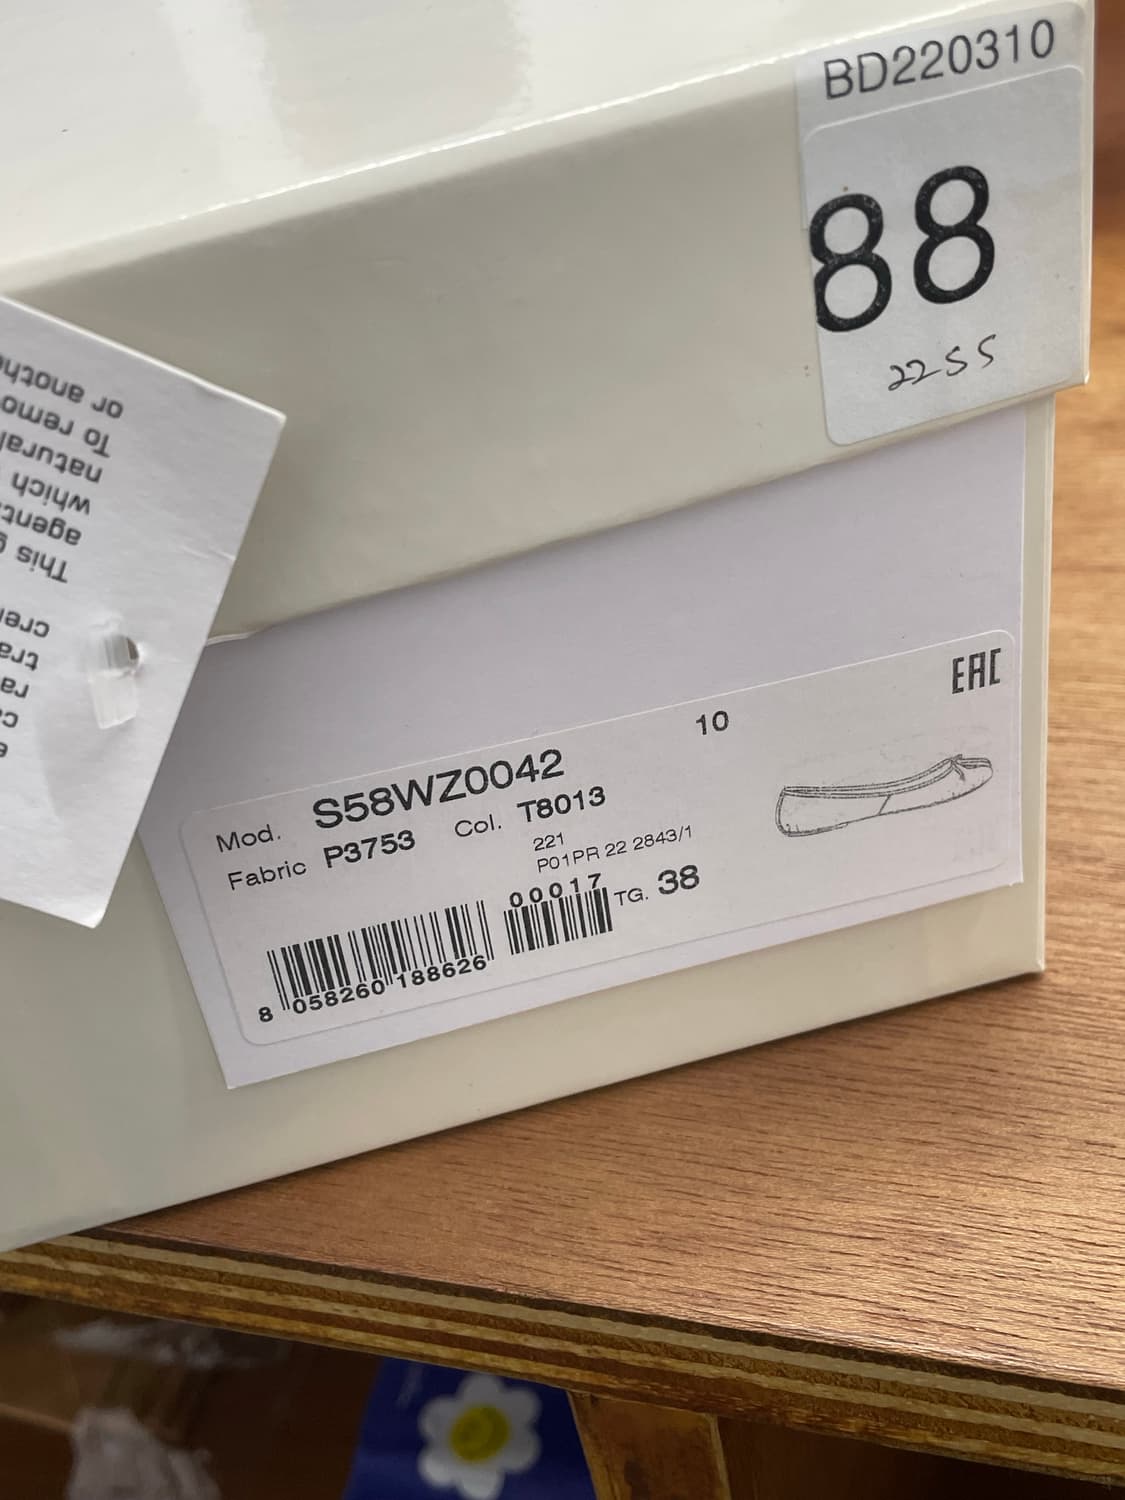 BD220310
88
22SS
EAC
10
Mod. S58WZ0042
Fabric P3753 Col. T8013
221
P01PR 22 2843/1
00017
TG. 38
8 058260 188626
This
agent
which
natural
To remo
or anothe